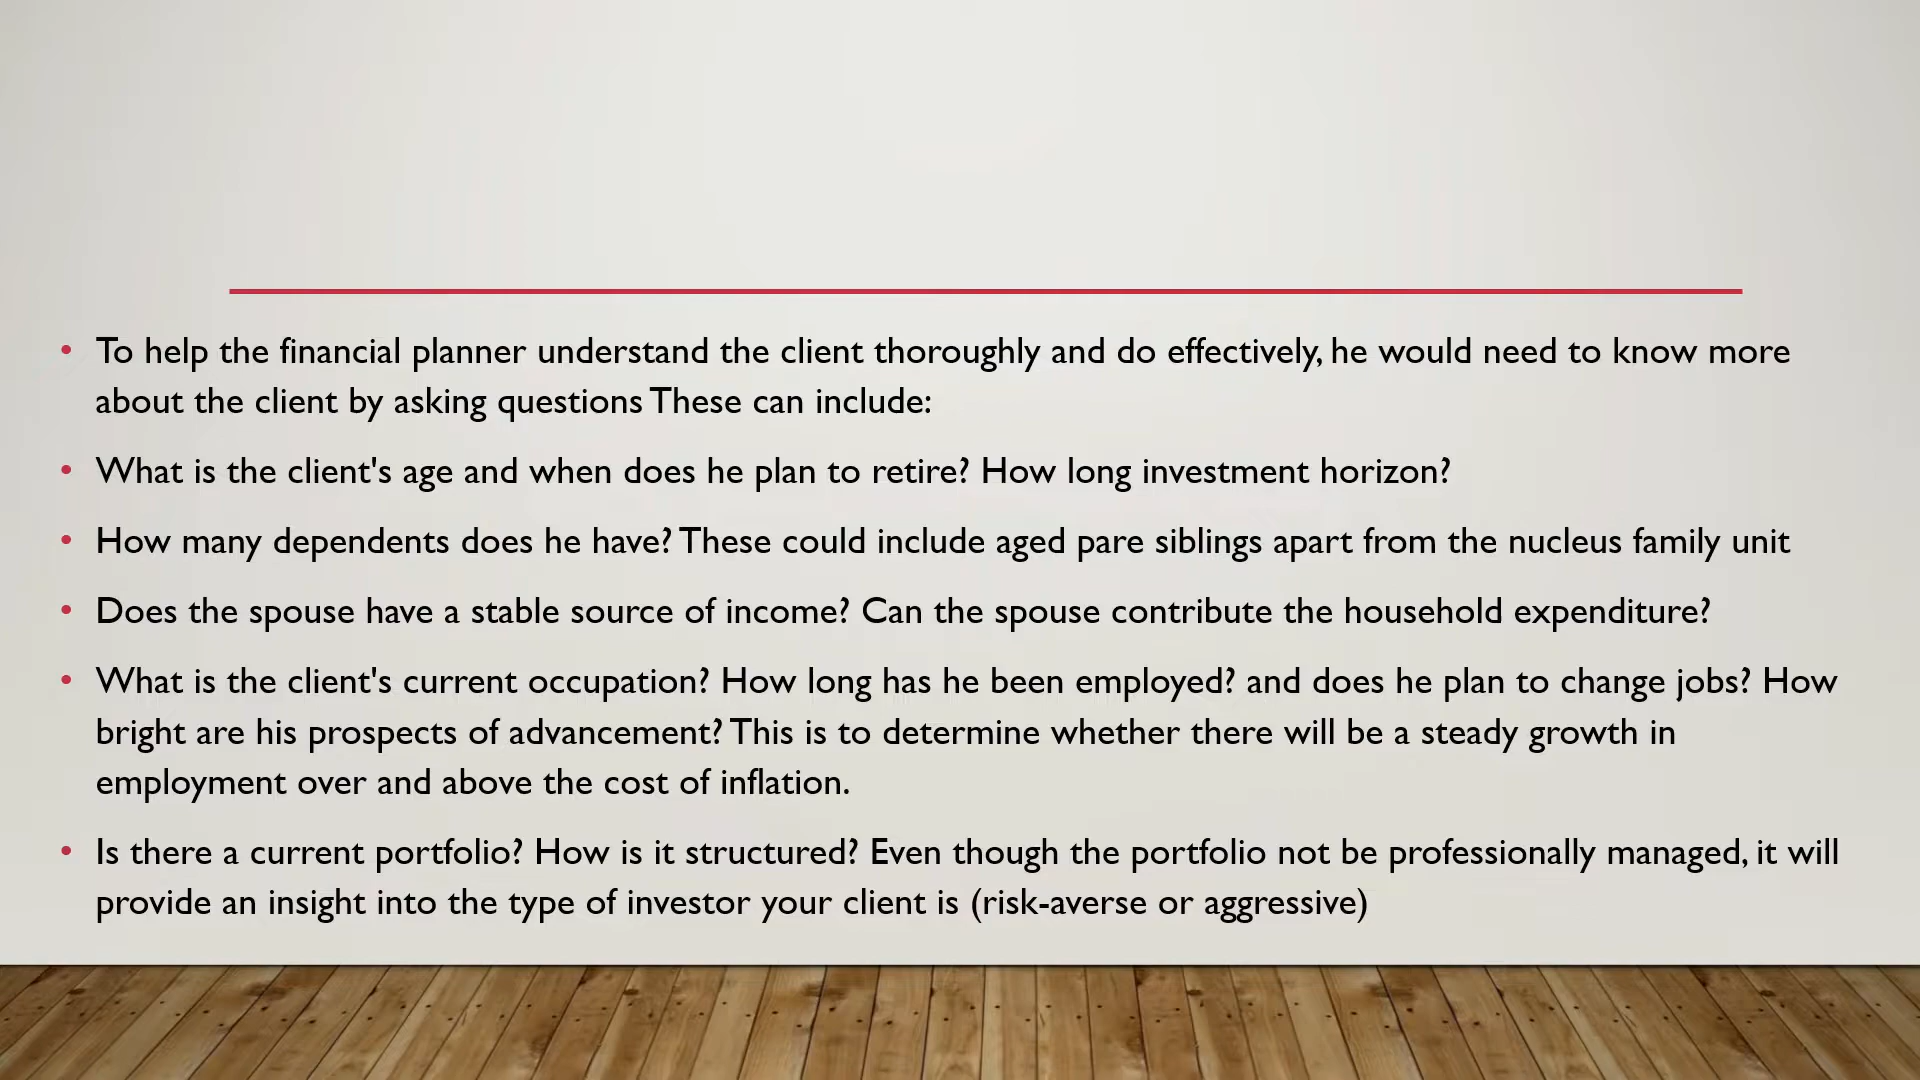 • To help the financial planner understand the client thoroughly and do effectively, he would need to know more
about the client by asking questions These can include:
• What is the client's age and when does he plan to retire? How long investment horizon?
• How many dependents does he have? These could include aged pare siblings apart from the nucleus family unit
• Does the spouse have a stable source of income? Can the spouse contribute the household expenditure?
• What is the client's current occupation? How long has he been employed? and does he plan to change jobs? How
bright are his prospects of advancement? This is to determine whether there will be a steady growth in
employment over and above the cost of inflation.
• Is there a current portfolio? How is it structured? Even though the portfolio not be professionally managed, it will
provide an insight into the type of investor your client is (risk-averse or aggressive)